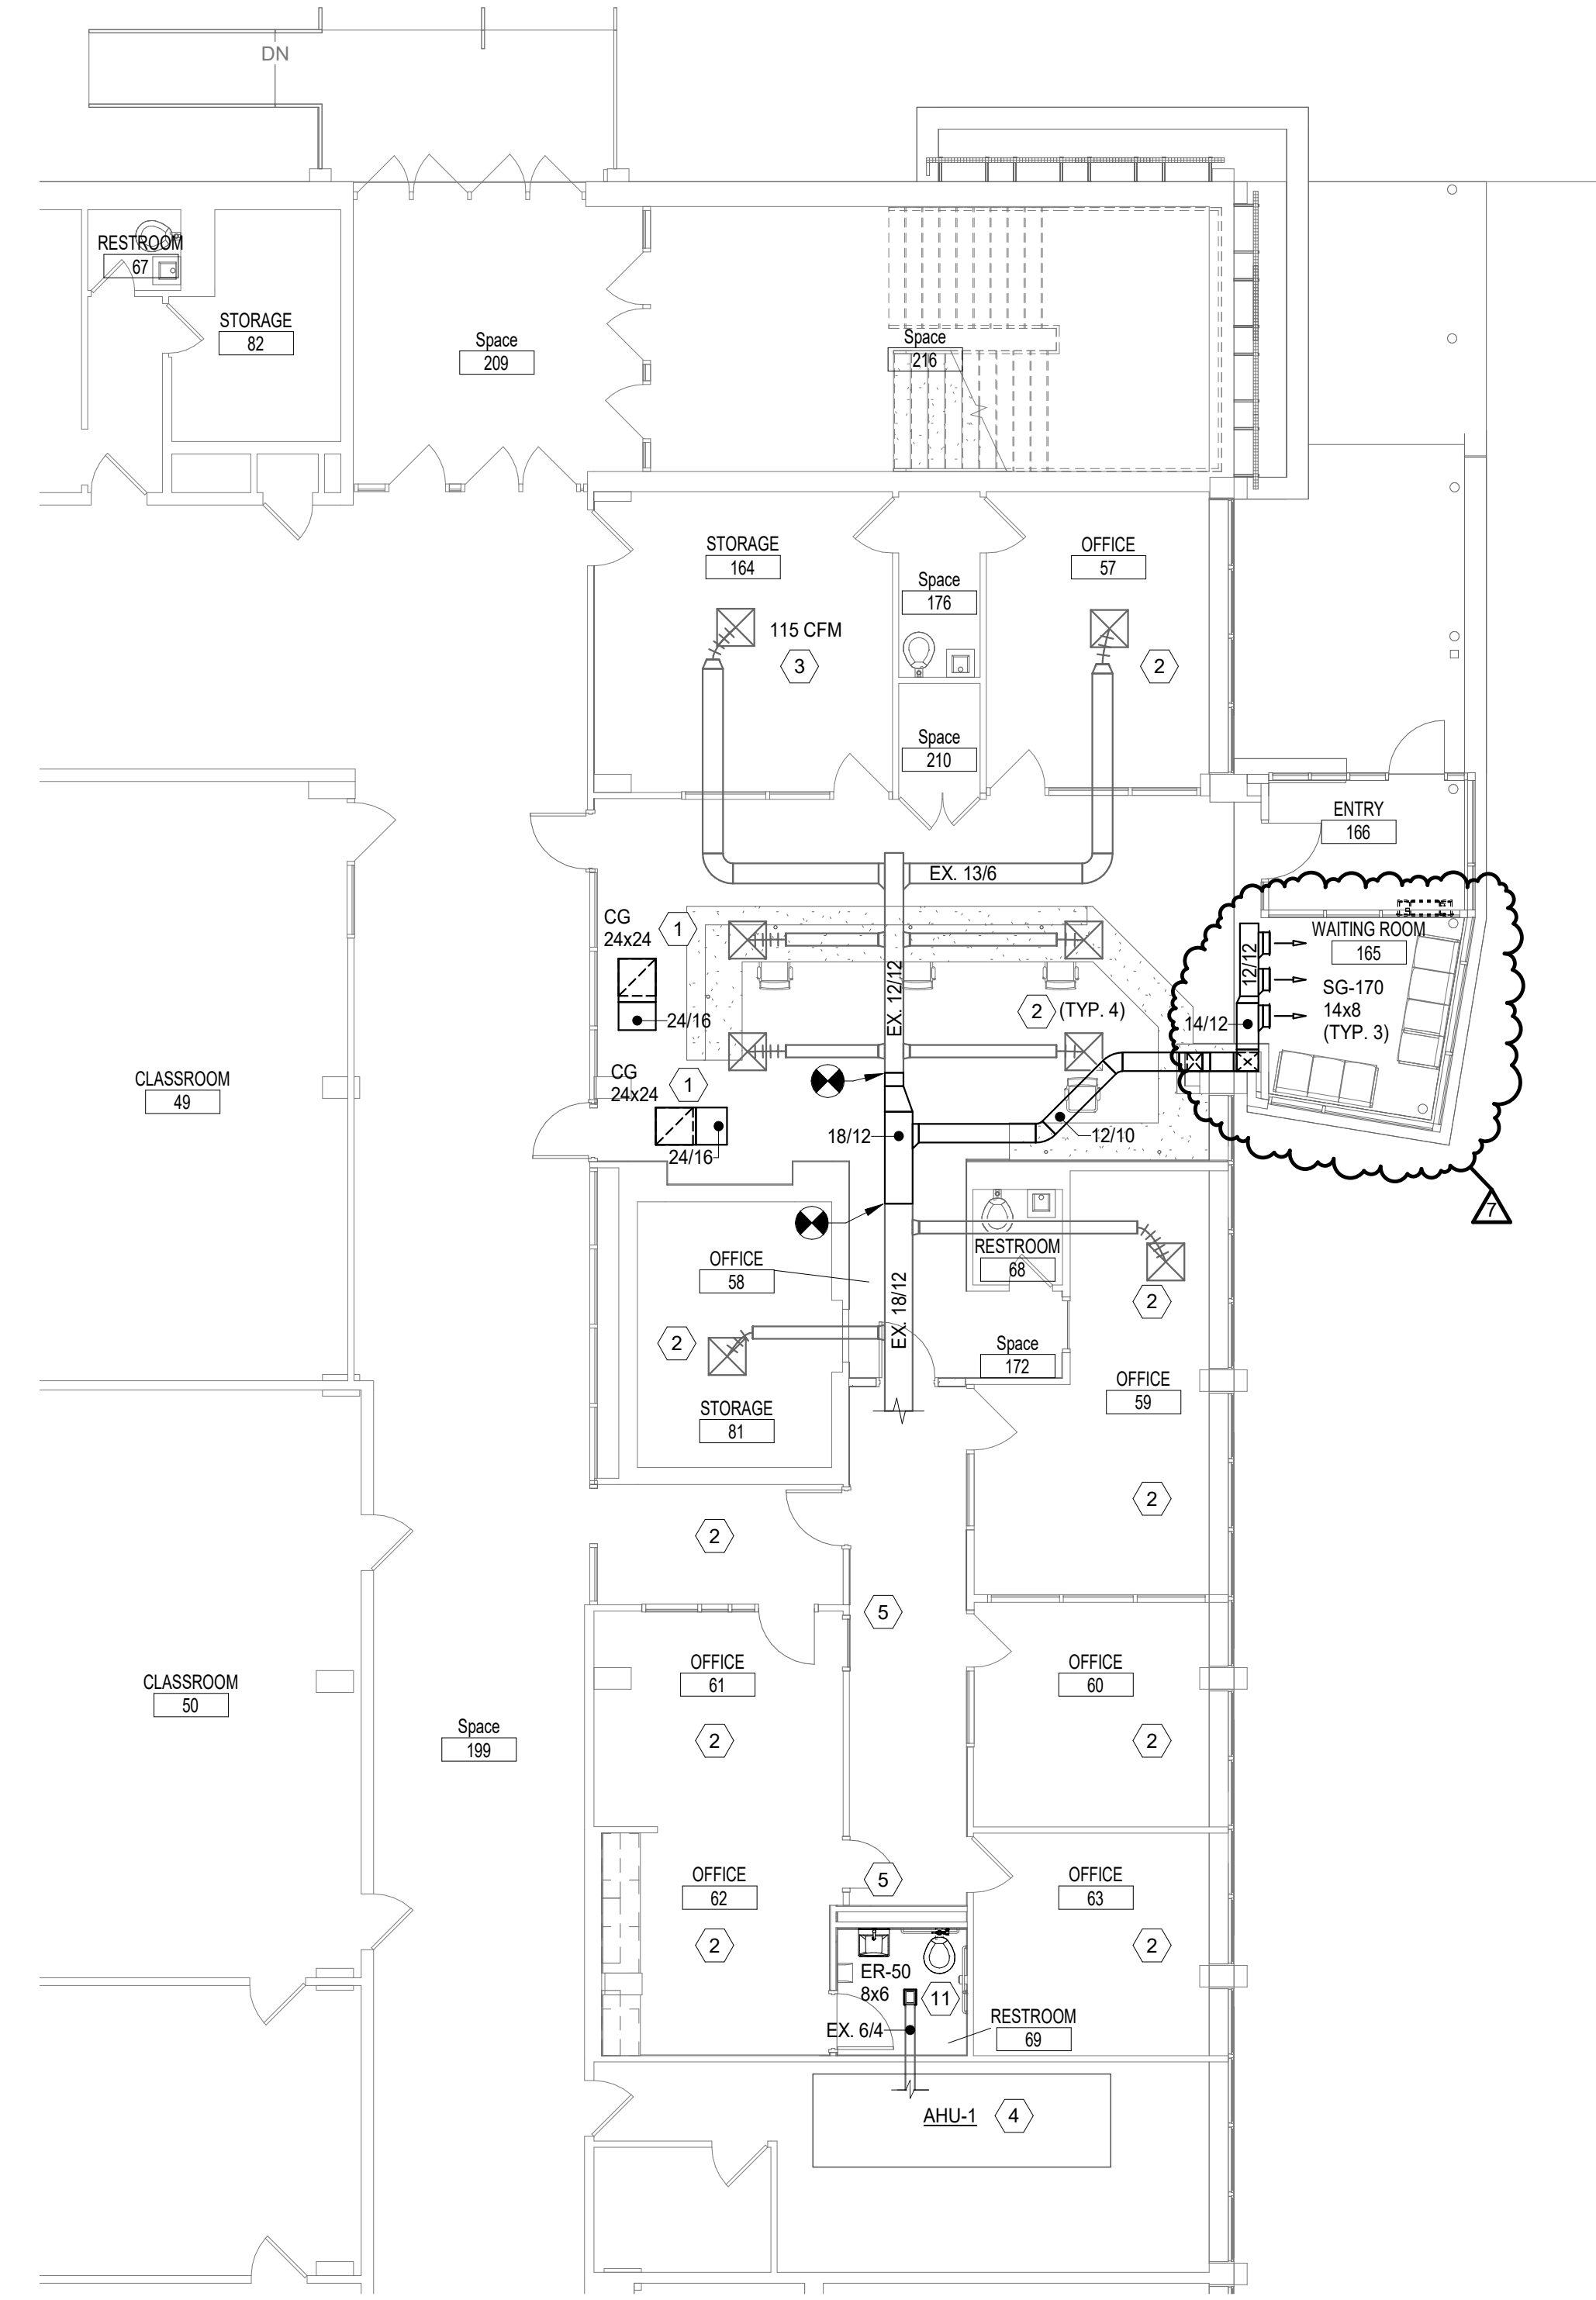 DN
RESTROOM
67
STORAGE
82
Space
209
Space
216
STORAGE
164
115 CFM
3
Space
176
OFFICE
57
2
Space
210
ENTRY
166
EX. 13/6
CG
24x24
1
24/16
EX. 12/12
2
(TYP. 4)
WAITING ROOM
165
12/12
SG-170
14x8
(TYP. 3)
14/12
S
7
CLASSROOM
49
CG
24x24
1
24/16
18/12
12/10
OFFICE
58
EX. 18/12
RESTROOM
68
2
2
Space
172
OFFICE
59
STORAGE
81
2
2
5
CLASSROOM
50
Space
199
OFFICE
61
2
OFFICE
60
2
5
OFFICE
62
2
OFFICE
63
2
ER-50
8x6
11
EX. 6/4
RESTROOM
69
AHU-1
4